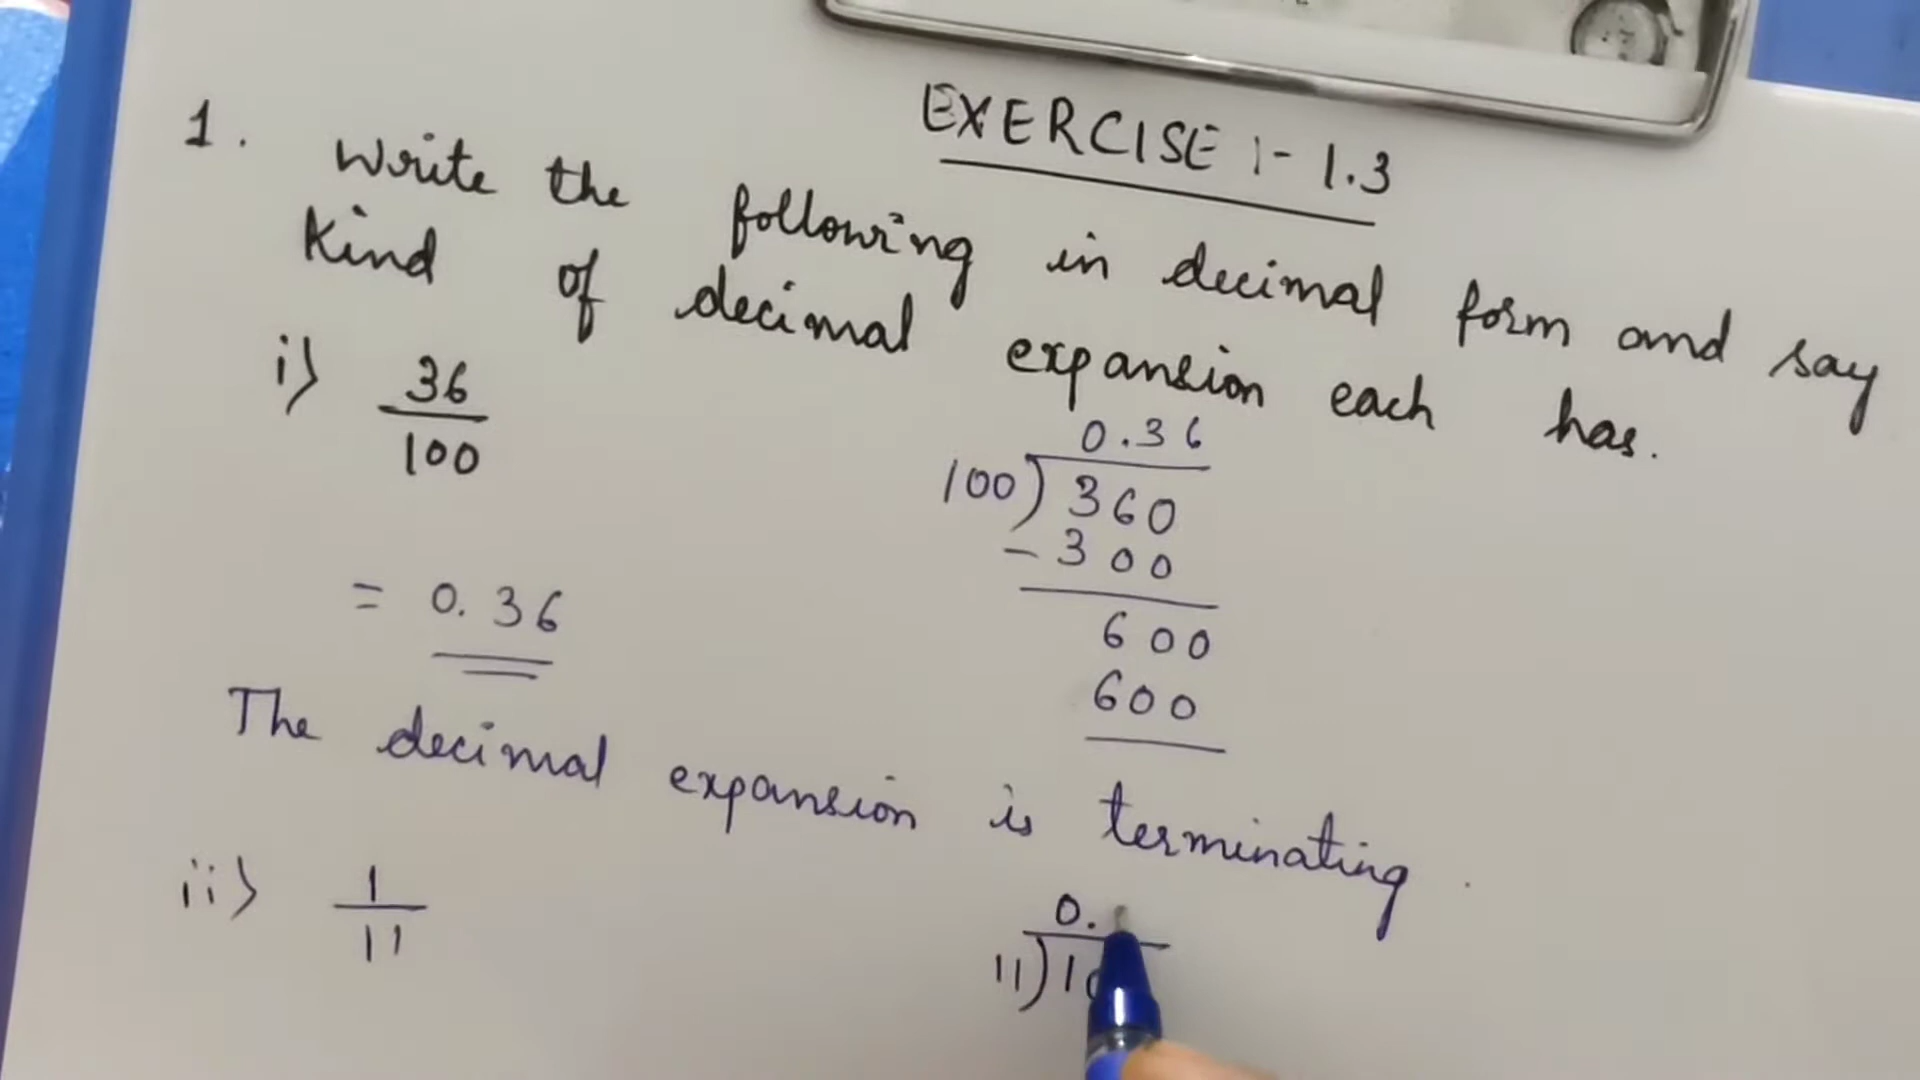 EXERCISE :- 1.3
1. Write the following in decimal form and say
Kind of decimal expansion each has.
i) 36
100
0.36
100) 360
- 300
600
600
= 0.36
The decimal expansion is terminating.
ii) 1
11
0.
11) 10